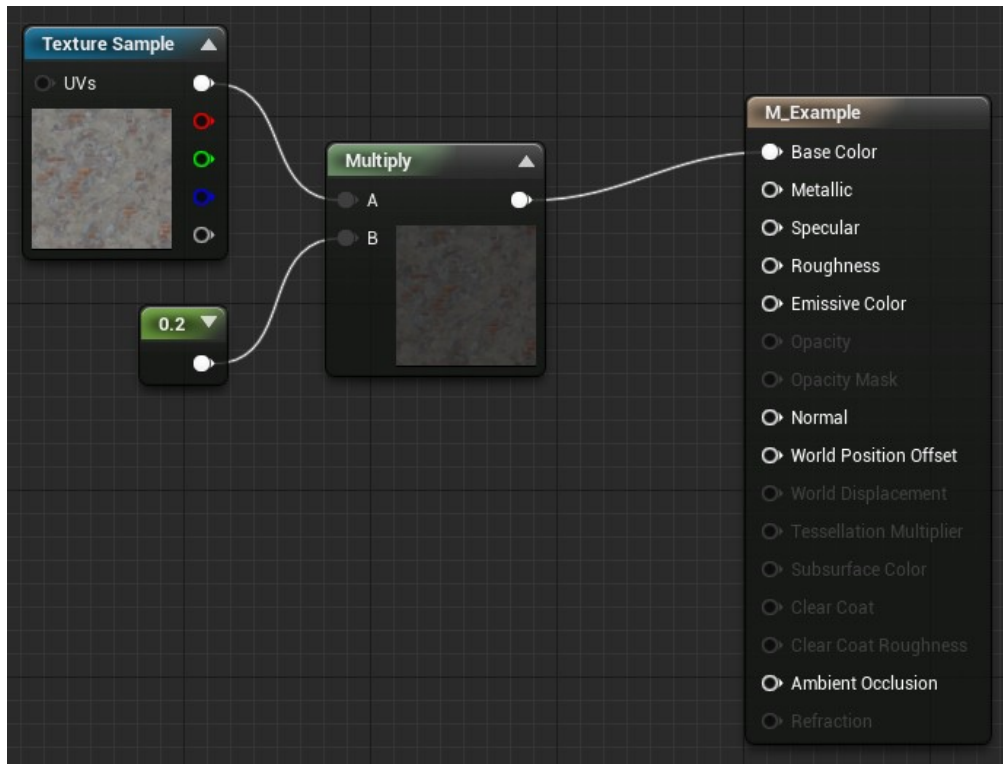 Texture Sample
UVs
0.2
Multiply
A
B
M_Example
Base Color
Metallic
Specular
Roughness
Emissive Color
Opacity
Opacity Mask
Normal
World Position Offset
World Displacement
Tessellation Multiplier
Subsurface Color
Clear Coat
Clear Coat Roughness
Ambient Occlusion
Refraction